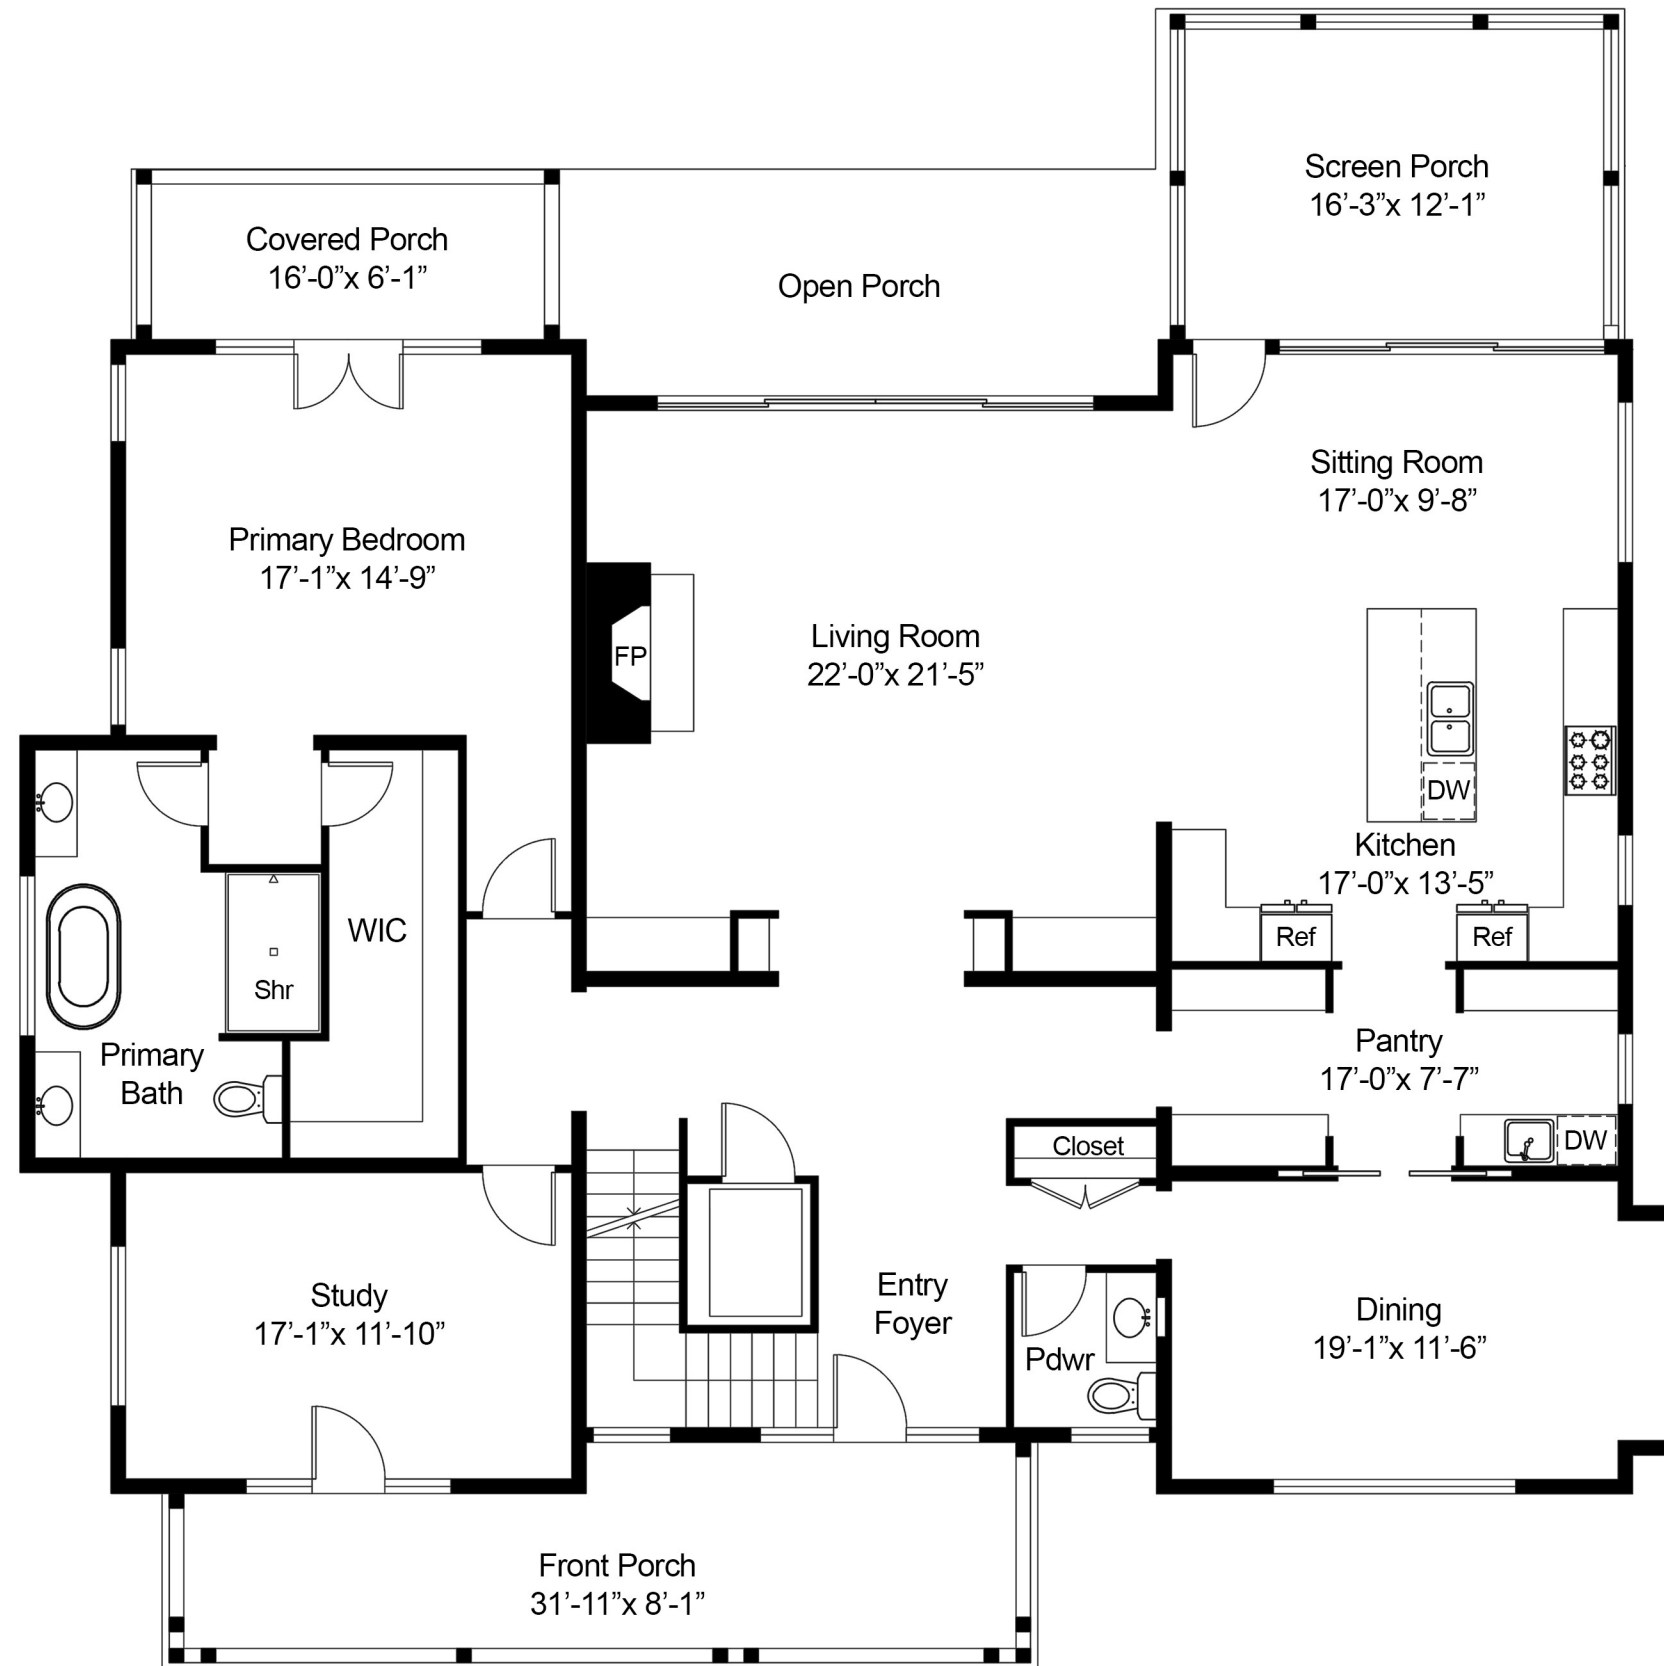 Screen Porch
16’-3”x 12’-1”
Covered Porch
16’-0”x 6’-1”
Open Porch
Sitting Room
17’-0”x 9’-8”
Primary Bedroom
17’-1”x 14’-9”
FP
Living Room
22’-0”x 21’-5”
DW
Kitchen
17’-0”x 13’-5”
WIC
Ref
Ref
Shr
Primary
Bath
Pantry
17’-0”x 7’-7”
Closet
DW
Study
17’-1”x 11’-10”
Entry
Foyer
Dining
19’-1”x 11’-6”
Pdwr
Front Porch
31’-11”x 8’-1”